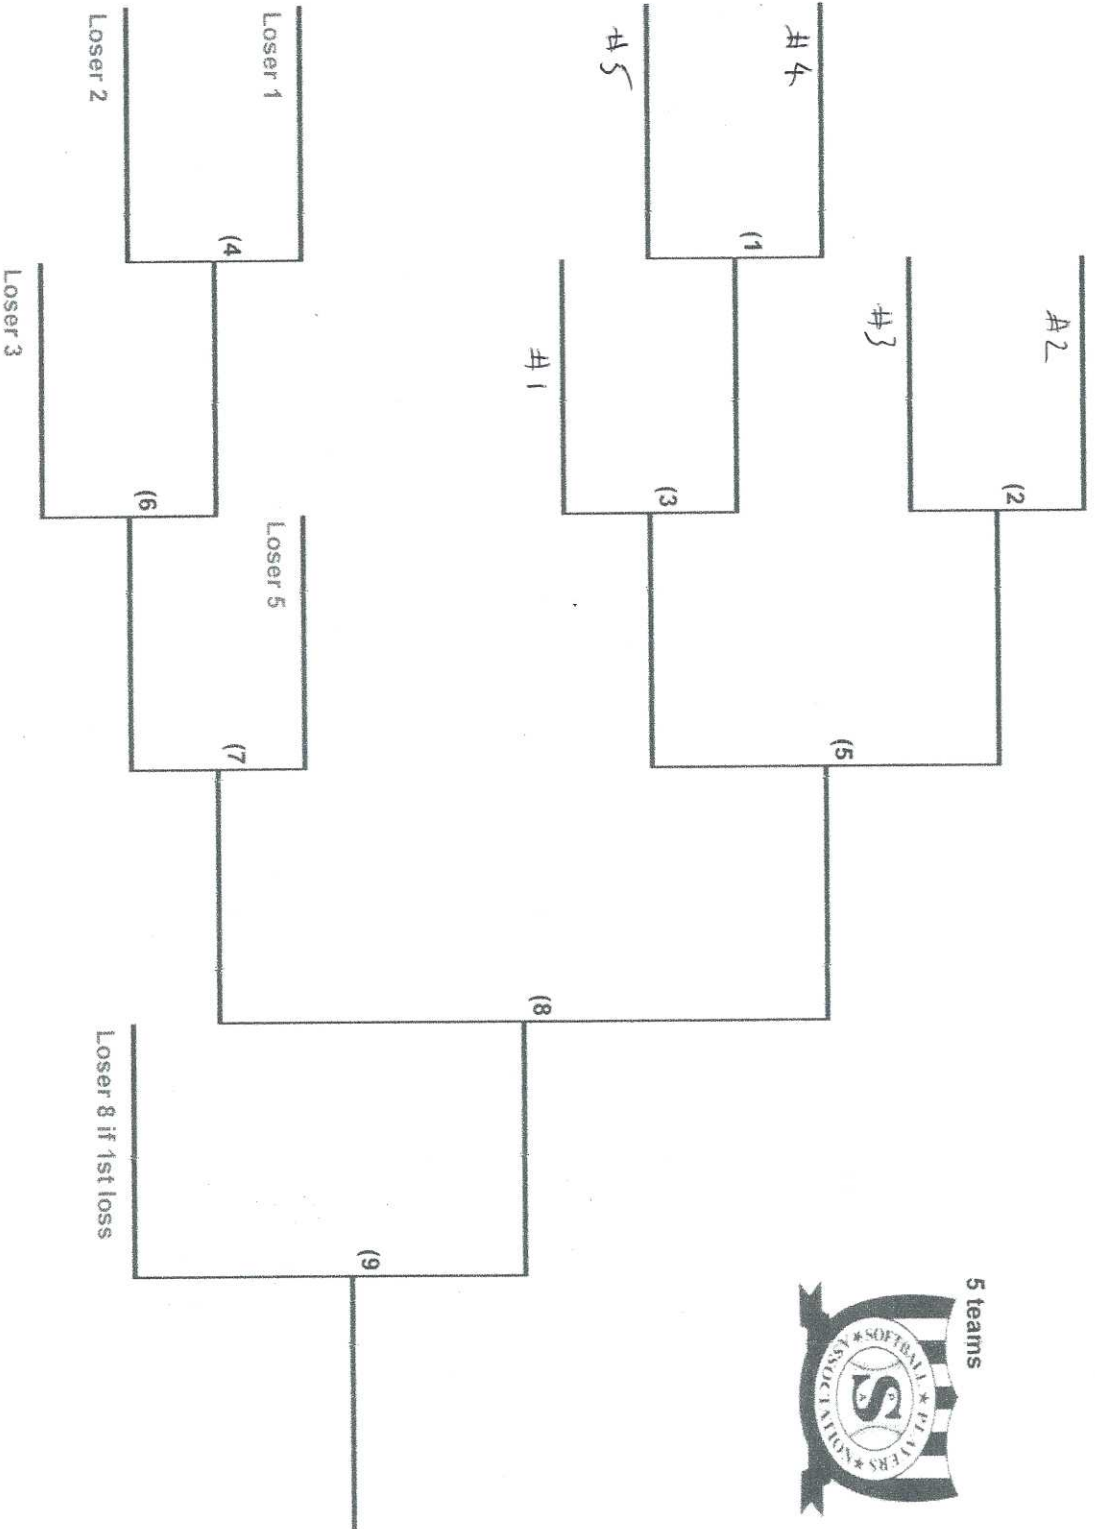 5 teams
SOFTBALL ★ PLAYERS ★ ASSOCIATION ★
S
P
A
#2
(2
#3
#4
(5
(1
#5
(3
#1
(8
Loser 1
Loser 5
(9
(4
(7
Loser 2
(6
Loser 8 if 1st loss
Loser 3